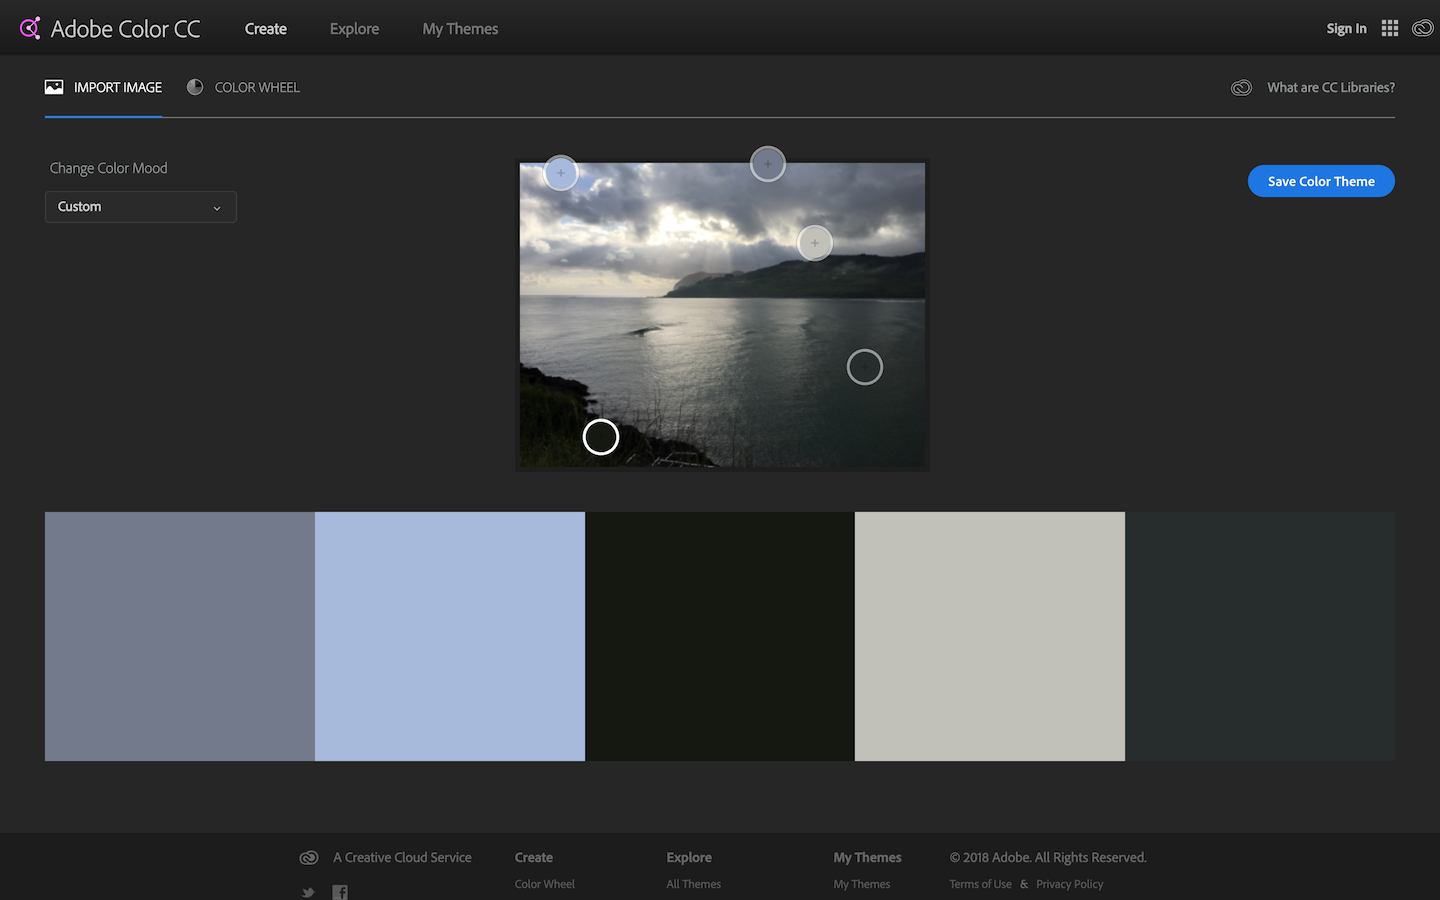 Adobe Color CC
Create
Explore
My Themes
Sign In
IMPORT IMAGE
COLOR WHEEL
What are CC Libraries?
Change Color Mood
Custom
Save Color Theme
A Creative Cloud Service
Create
Explore
My Themes
© 2018 Adobe. All Rights Reserved.
Color Wheel
All Themes
My Themes
Terms of Use & Privacy Policy